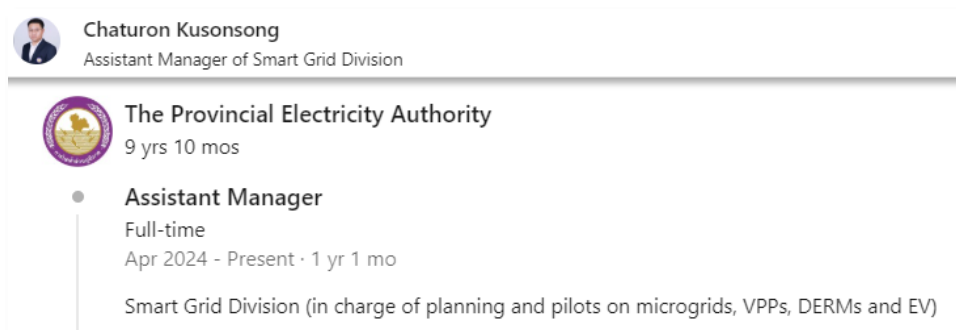 Chaturon Kusonsong
Assistant Manager of Smart Grid Division
The Provincial Electricity Authority
9 yrs 10 mos
Assistant Manager
Full-time
Apr 2024 - Present · 1 yr 1 mo
Smart Grid Division (in charge of planning and pilots on microgrids, VPPs, DERMs and EV)